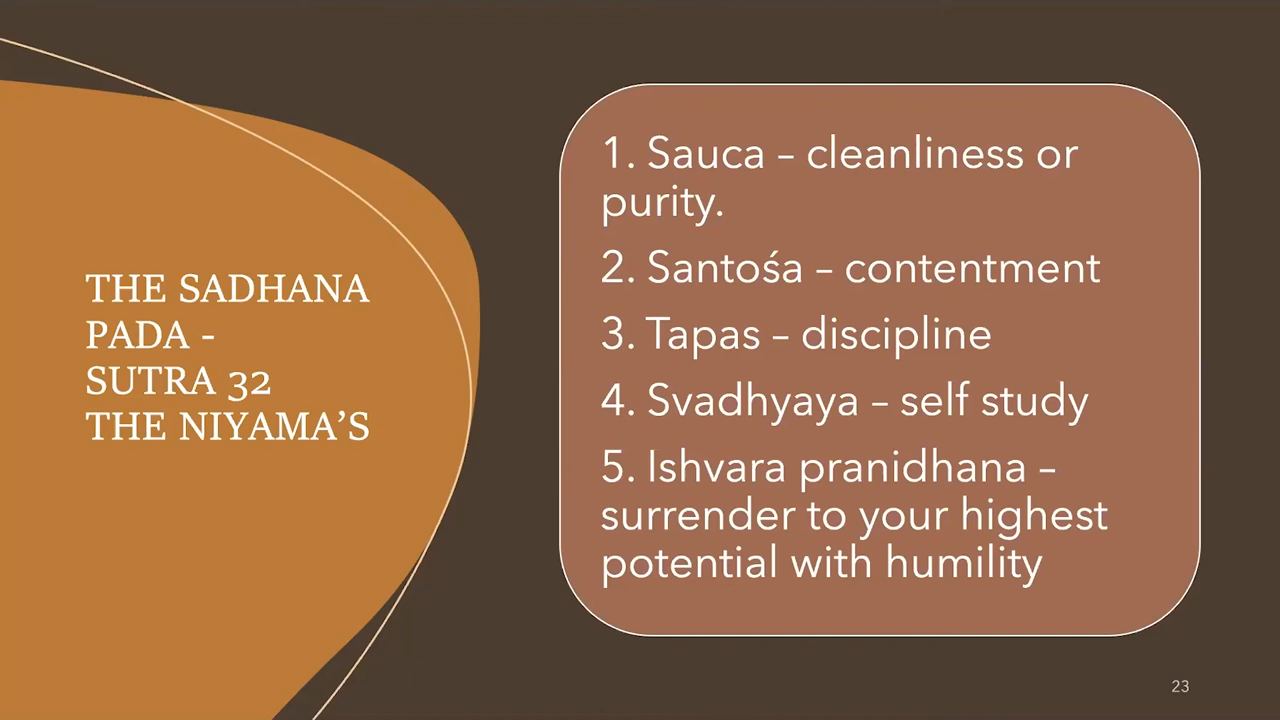 THE SADHANA
PADA -
SUTRA 32
THE NIYAMA’S
1. Sauca – cleanliness or
purity.
2. Santośa – contentment
3. Tapas – discipline
4. Svadhyaya – self study
5. Ishvara pranidhana –
surrender to your highest
potential with humility
23